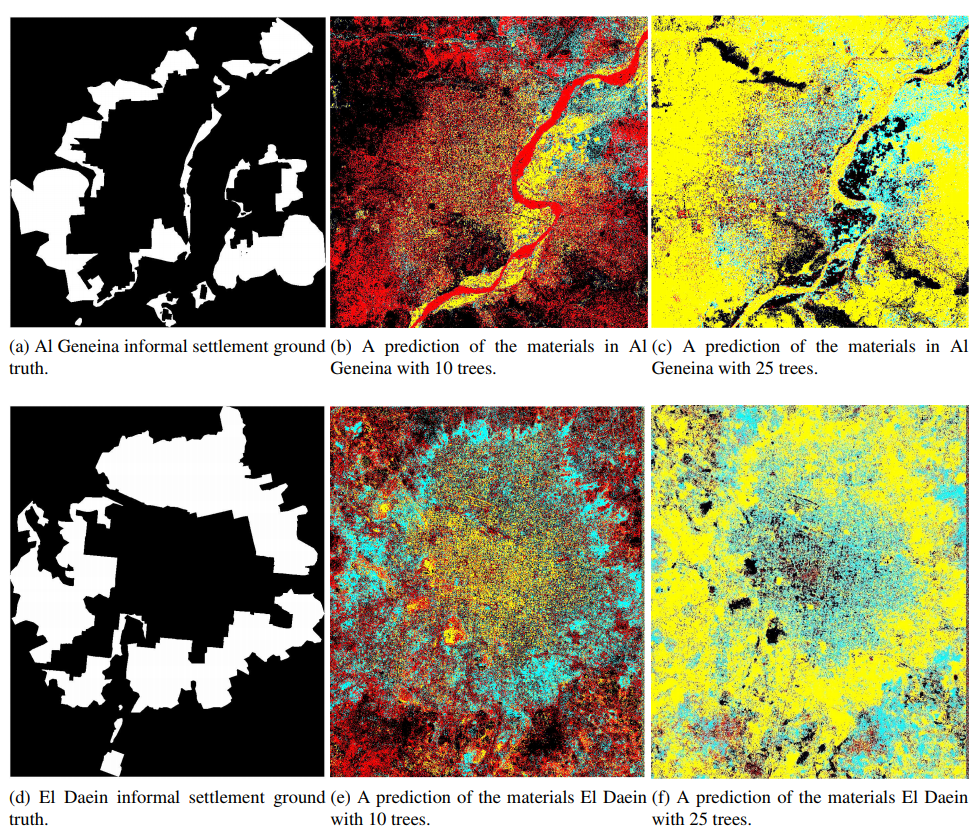 (a) Al Geneina informal settlement ground truth.
(b) A prediction of the materials in Al Geneina with 10 trees.
(c) A prediction of the materials in Al Geneina with 25 trees.
(d) El Daein informal settlement ground truth.
(e) A prediction of the materials El Daein with 10 trees.
(f) A prediction of the materials El Daein with 25 trees.